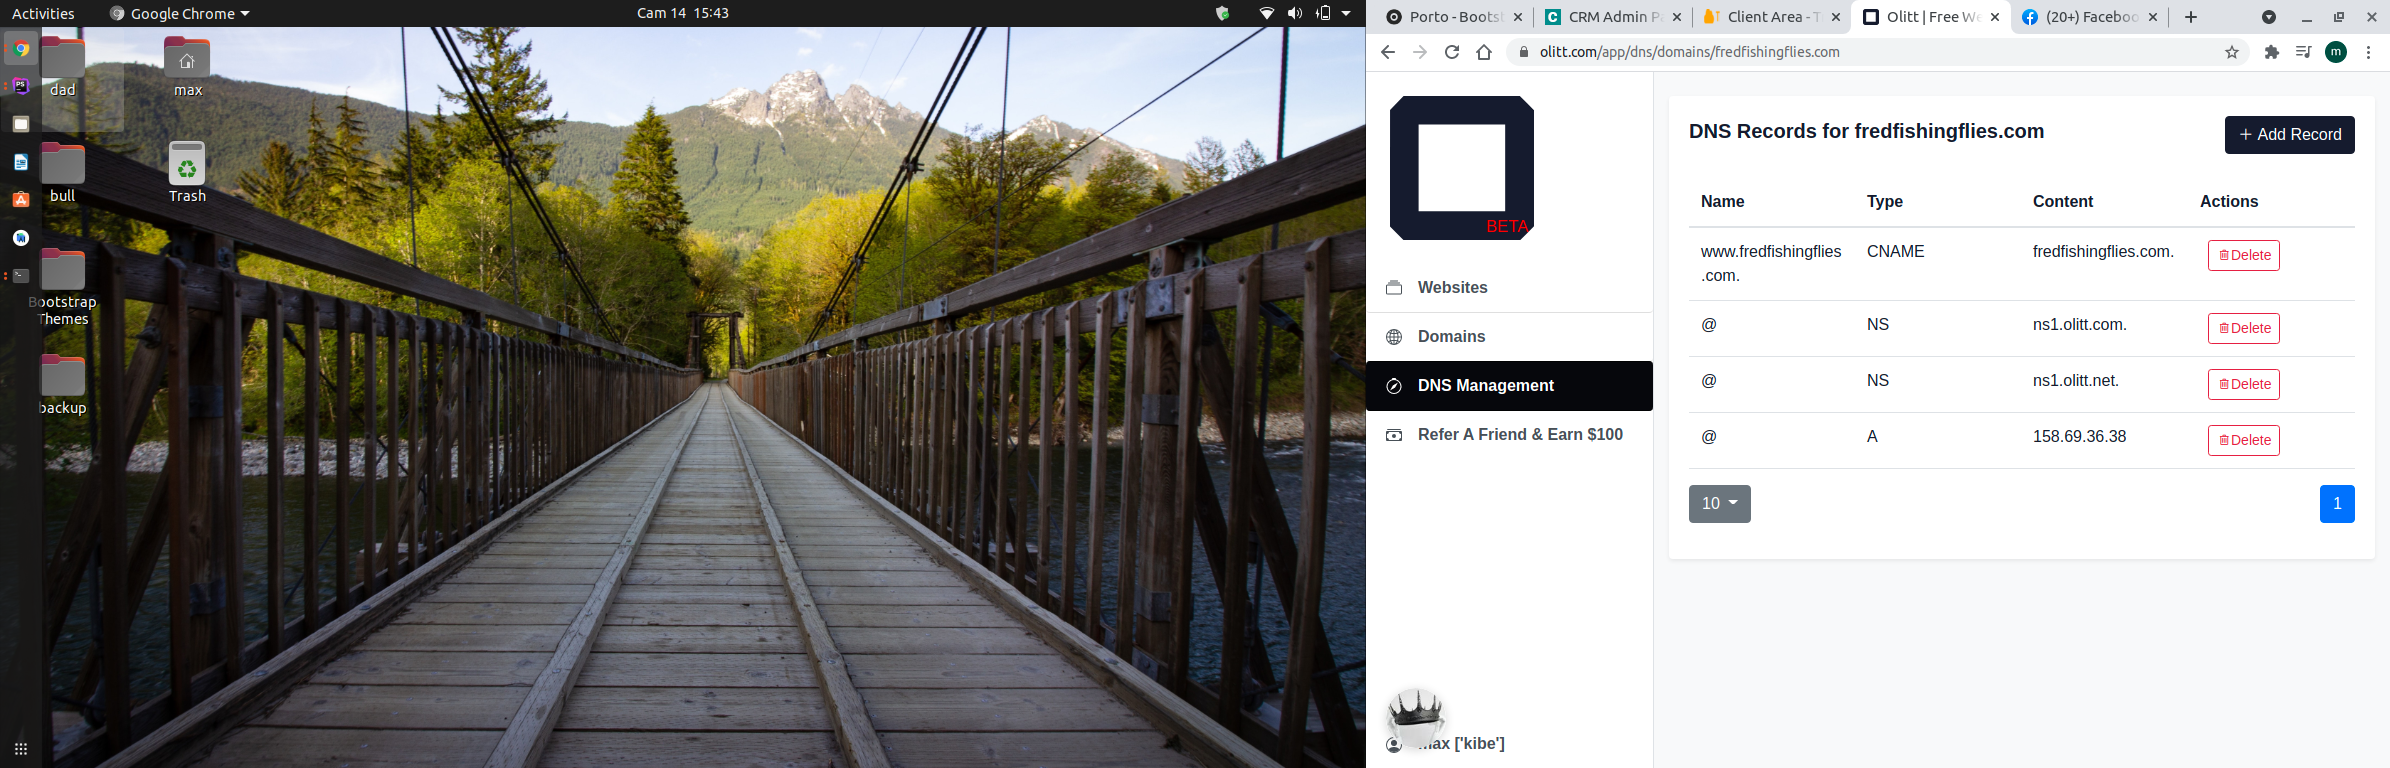 Activities
Google Chrome
Cam 14 15:43
dad
max
bull
Trash
Bootstrap
Themes
backup
Porto - Boots
CRM Admin Pa
Client Area - T
Olitt | Free We
(20+) Faceboo
olitt.com/app/dns/domains/fredfishingflies.com
m
BETA
Websites
Domains
DNS Management
Refer A Friend & Earn $100
max ['kibe']
DNS Records for fredfishingflies.com
+ Add Record
Name Type Content Actions
www.fredfishingflies CNAME fredfishingflies.com. Delete
.com.
@ NS ns1.olitt.com. Delete
@ NS ns1.olitt.net. Delete
@ A 158.69.36.38 Delete
10
1